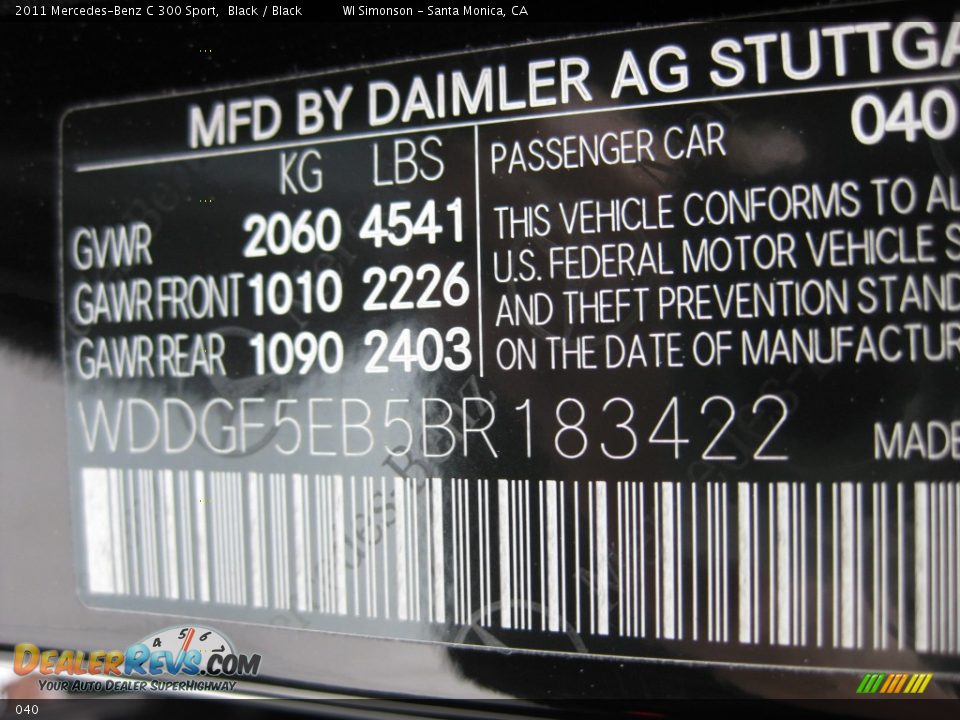 2011 Mercedes-Benz C 300 Sport, Black / Black WI Simonson - Santa Monica, CA
MFD BY DAIMLER AG STUTTGA
KG LBS PASSENGER CAR 040
GVWR 2060 4541 THIS VEHICLE CONFORMS TO AL
U.S. FEDERAL MOTOR VEHICLE S
GAWR FRONT 1010 2226 AND THEFT PREVENTION STAND
GAWR REAR 1090 2403 ON THE DATE OF MANUFACTUR
WDDGF5EB5BR183422 MADE
4 5 6
DEALERREVS.COM
YOUR AUTO DEALER SUPERHIGHWAY
040